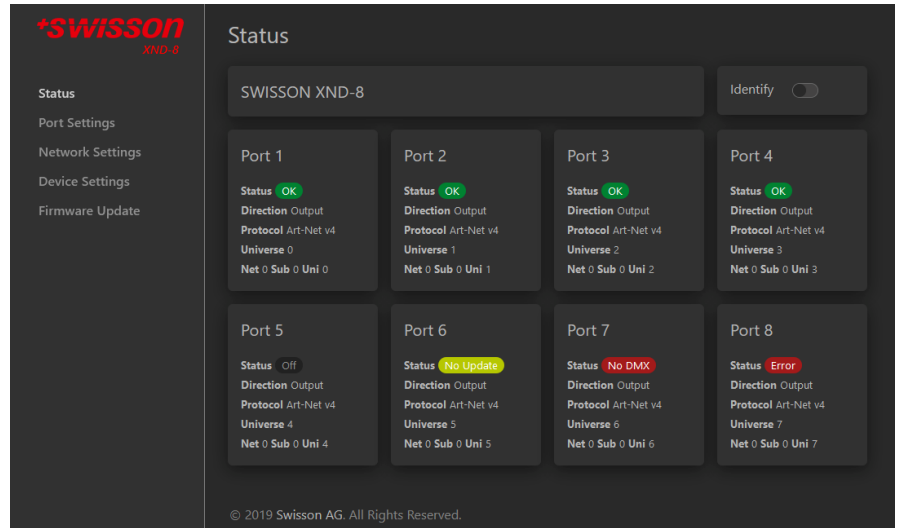 +swisson
XND-8
Status
Port Settings
Network Settings
Device Settings
Firmware Update
Status
SWISSON XND-8
Identify
Port 1
Status OK
Direction Output
Protocol Art-Net v4
Universe 0
Net 0 Sub 0 Uni 0
Port 2
Status OK
Direction Output
Protocol Art-Net v4
Universe 1
Net 0 Sub 0 Uni 1
Port 3
Status OK
Direction Output
Protocol Art-Net v4
Universe 2
Net 0 Sub 0 Uni 2
Port 4
Status OK
Direction Output
Protocol Art-Net v4
Universe 3
Net 0 Sub 0 Uni 3
Port 5
Status Off
Direction Output
Protocol Art-Net v4
Universe 4
Net 0 Sub 0 Uni 4
Port 6
Status No Update
Direction Output
Protocol Art-Net v4
Universe 5
Net 0 Sub 0 Uni 5
Port 7
Status No DMX
Direction Output
Protocol Art-Net v4
Universe 6
Net 0 Sub 0 Uni 6
Port 8
Status Error
Direction Output
Protocol Art-Net v4
Universe 7
Net 0 Sub 0 Uni 7
© 2019 Swisson AG. All Rights Reserved.